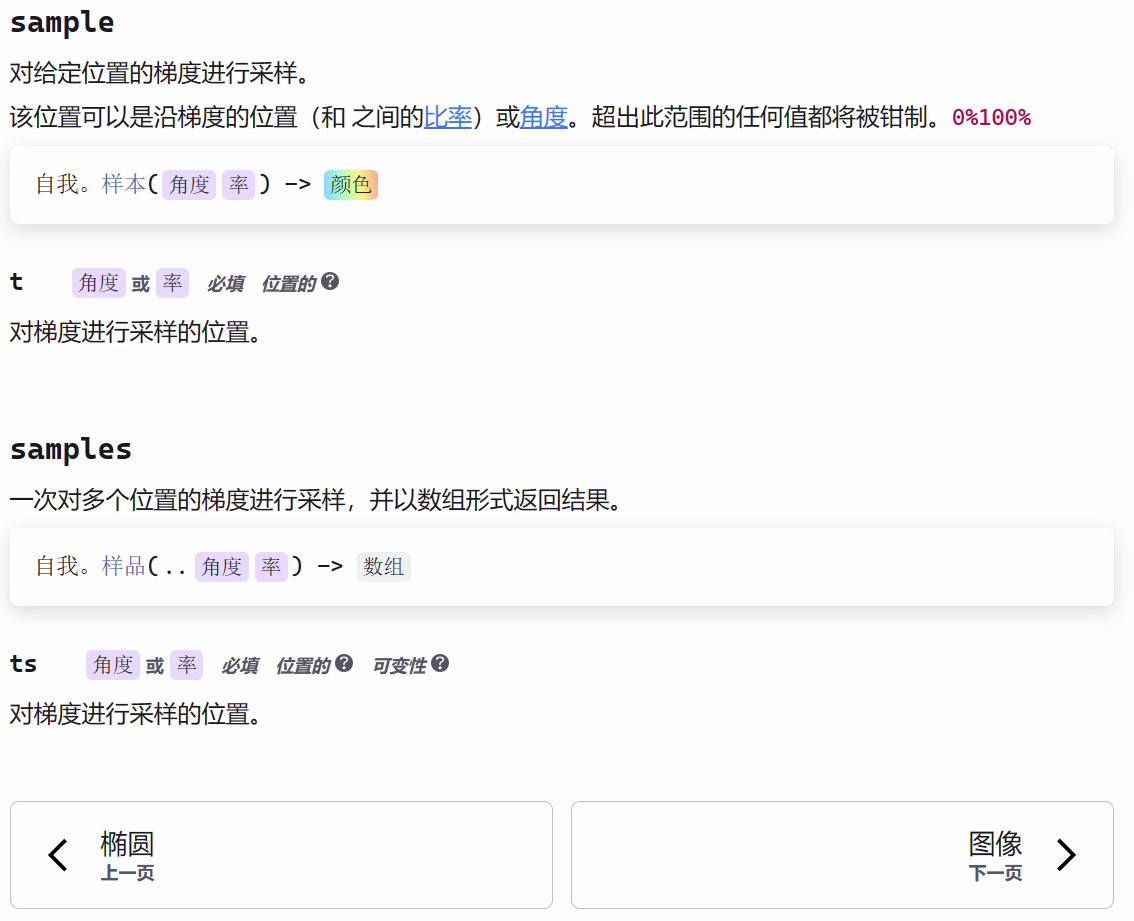 sample
对给定位置的梯度进行采样。
该位置可以是沿梯度的位置（和 之间的比率）或角度。超出此范围的任何值都将被钳制。0%100%
自我。样本(角度 率) -> 颜色
t 角度 或 率 必填 位置的 ?
对梯度进行采样的位置。
samples
一次对多个位置的梯度进行采样，并以数组形式返回结果。
自我。样品(..角度 率) -> 数组
ts 角度 或 率 必填 位置的 ? 可变性 ?
对梯度进行采样的位置。
椭圆
上一页
图像
下一页